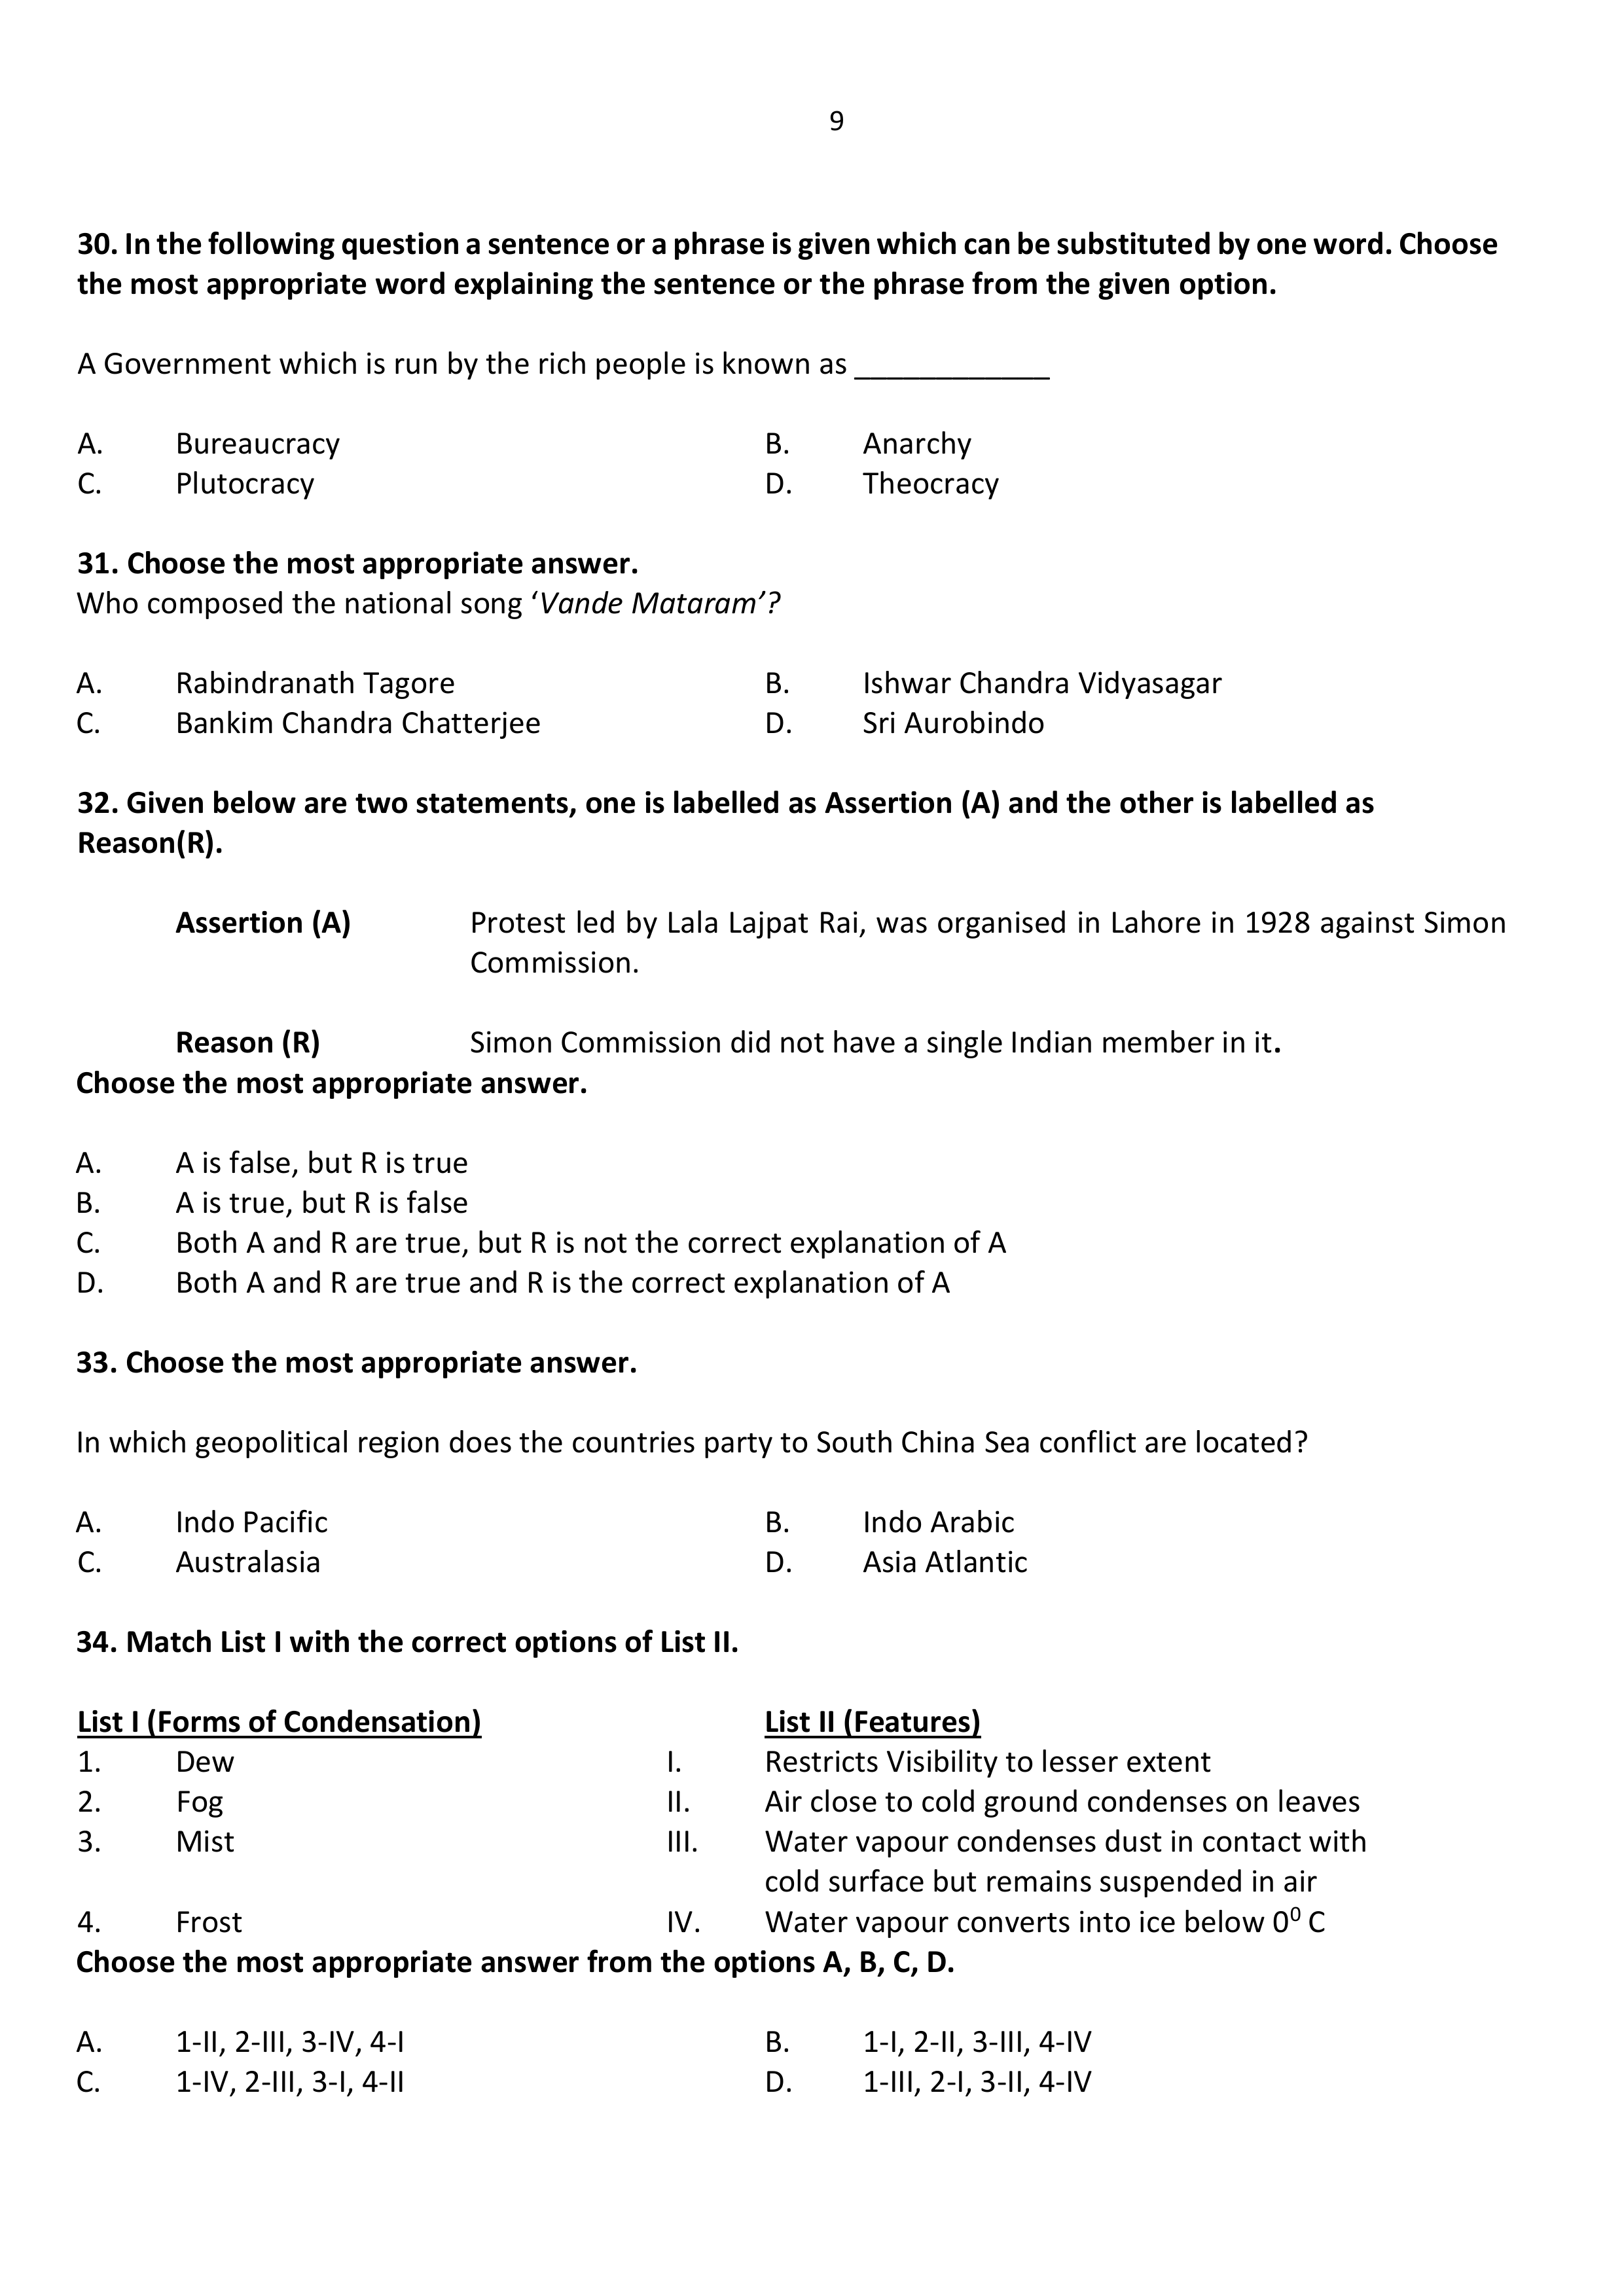 9
30. In the following question a sentence or a phrase is given which can be substituted by one word. Choose
the most appropriate word explaining the sentence or the phrase from the given option.
A Government which is run by the rich people is known as ____________
A. Bureaucracy B. Anarchy
C. Plutocracy D. Theocracy
31. Choose the most appropriate answer.
Who composed the national song ‘Vande Mataram’?
A. Rabindranath Tagore B. Ishwar Chandra Vidyasagar
C. Bankim Chandra Chatterjee D. Sri Aurobindo
32. Given below are two statements, one is labelled as Assertion (A) and the other is labelled as
Reason(R).
Assertion (A) Protest led by Lala Lajpat Rai, was organised in Lahore in 1928 against Simon
Commission.
Reason (R) Simon Commission did not have a single Indian member in it.
Choose the most appropriate answer.
A. A is false, but R is true
B. A is true, but R is false
C. Both A and R are true, but R is not the correct explanation of A
D. Both A and R are true and R is the correct explanation of A
33. Choose the most appropriate answer.
In which geopolitical region does the countries party to South China Sea conflict are located?
A. Indo Pacific B. Indo Arabic
C. Australasia D. Asia Atlantic
34. Match List I with the correct options of List II.
List I (Forms of Condensation) List II (Features)
1. Dew I. Restricts Visibility to lesser extent
2. Fog II. Air close to cold ground condenses on leaves
3. Mist III. Water vapour condenses dust in contact with
cold surface but remains suspended in air
4. Frost IV. Water vapour converts into ice below 0⁰ C
Choose the most appropriate answer from the options A, B, C, D.
A. 1-II, 2-III, 3-IV, 4-I B. 1-I, 2-II, 3-III, 4-IV
C. 1-IV, 2-III, 3-I, 4-II D. 1-III, 2-I, 3-II, 4-IV